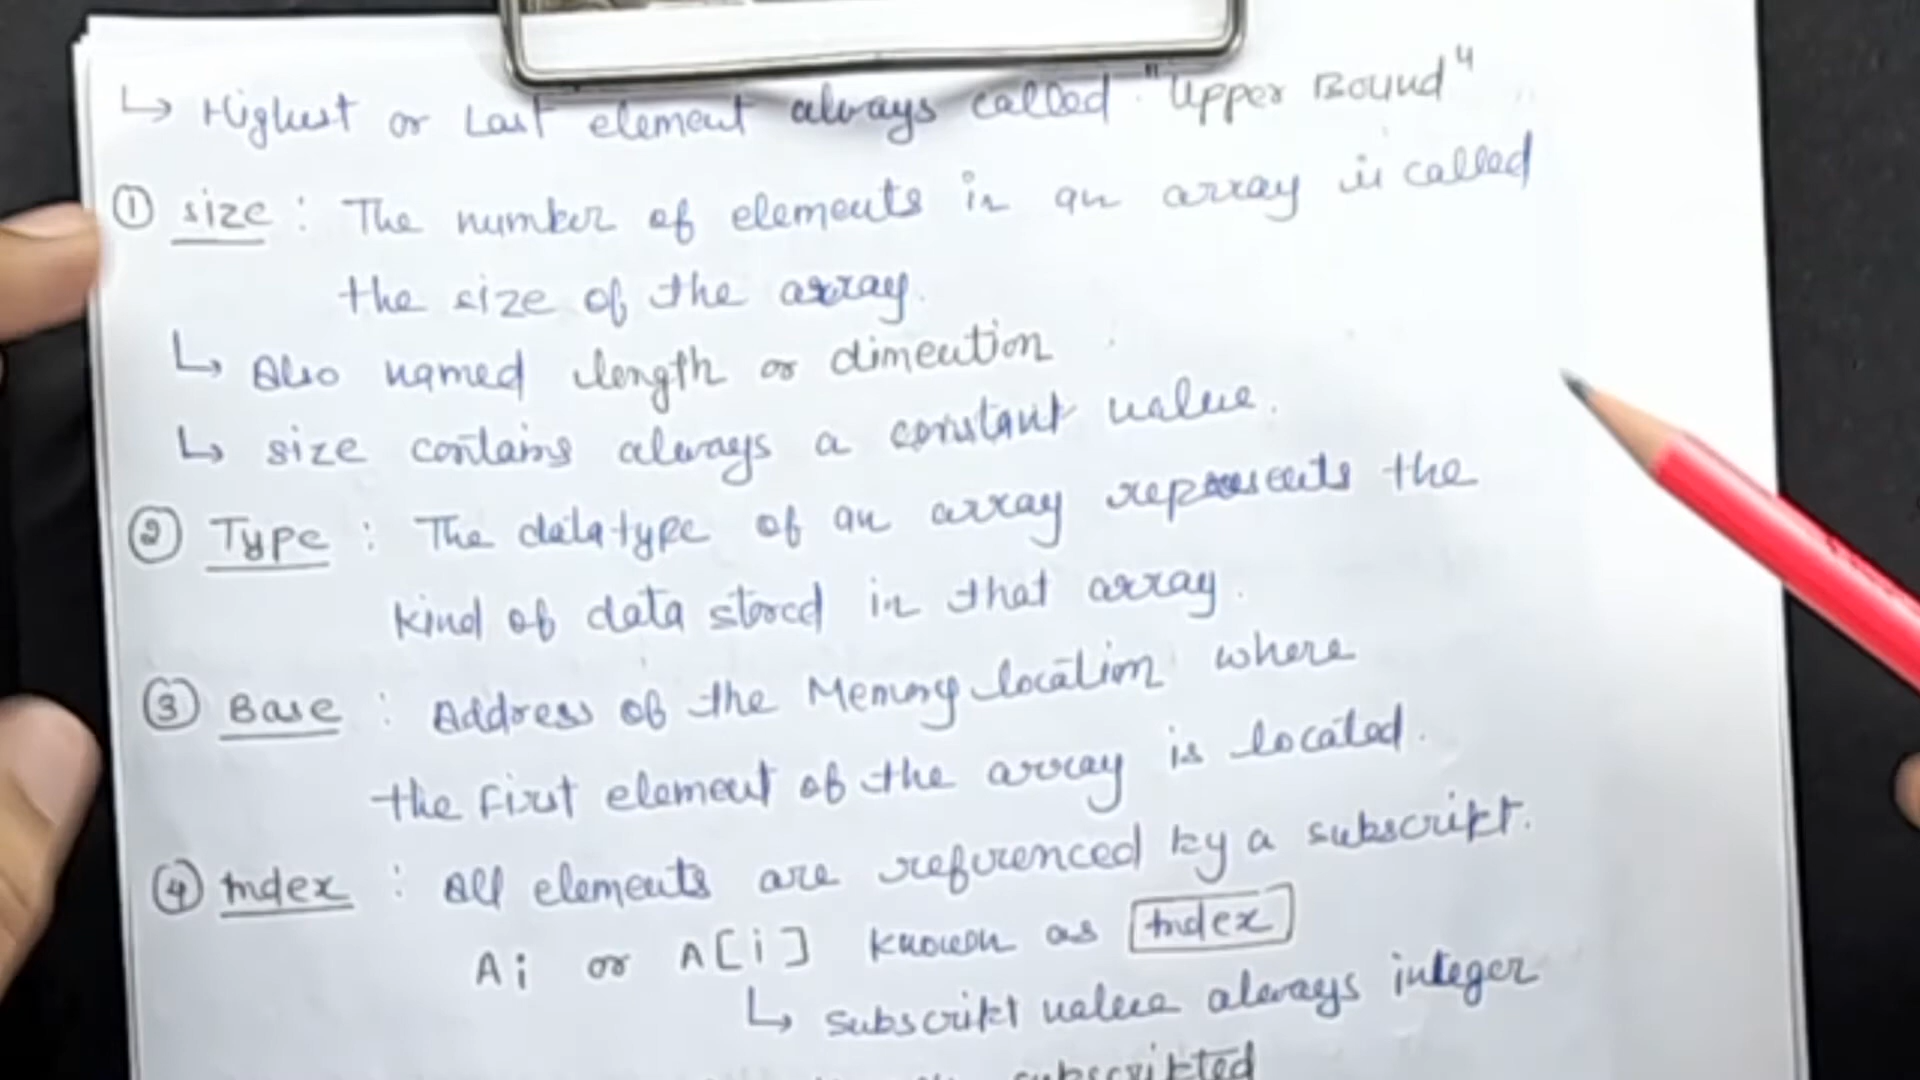 ↳ Highest or Last element always called "Upper Bound"
① size : The number of elements in an array is called
the size of the array.
↳ Also named length or dimention
↳ size contains always a constant value.
② Type : The datatype of an array represents the
kind of data stored in that array.
③ Base : Address of the Memory location where
the First element of the array is located.
④ Index : All elements are referenced by a subscript.
Ai or A[i] known as Index
↳ subscript value always integer
subscripted